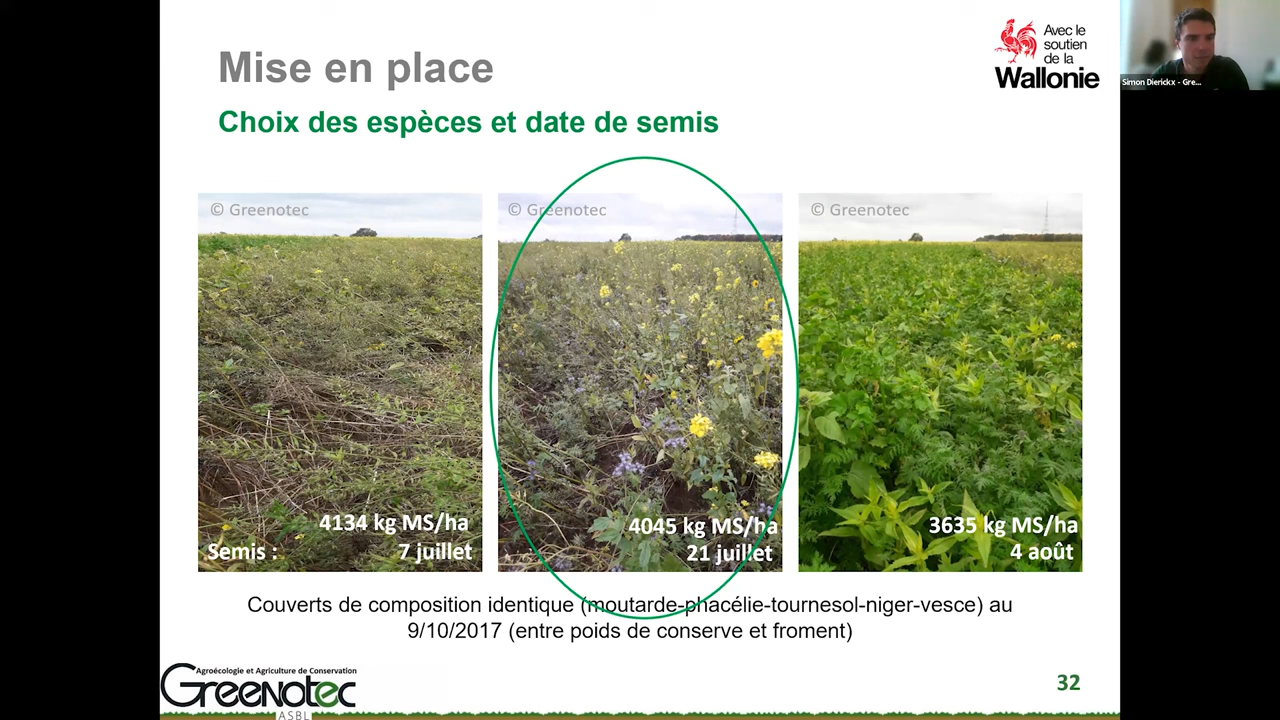 Mise en place
Avec le
soutien
de la
Wallonie
Simon Dierickx - Gre...
Choix des espèces et date de semis
© Greenotec
© Greenotec
© Greenotec
4134 kg MS/ha
Semis : 7 juillet
4045 kg MS/ha
21 juillet
3635 kg MS/ha
4 août
Couverts de composition identique (moutarde-phacélie-tournesol-niger-vesce) au
9/10/2017 (entre poids de conserve et froment)
Agroécologie et Agriculture de Conservation
Greenotec
ASBL
32